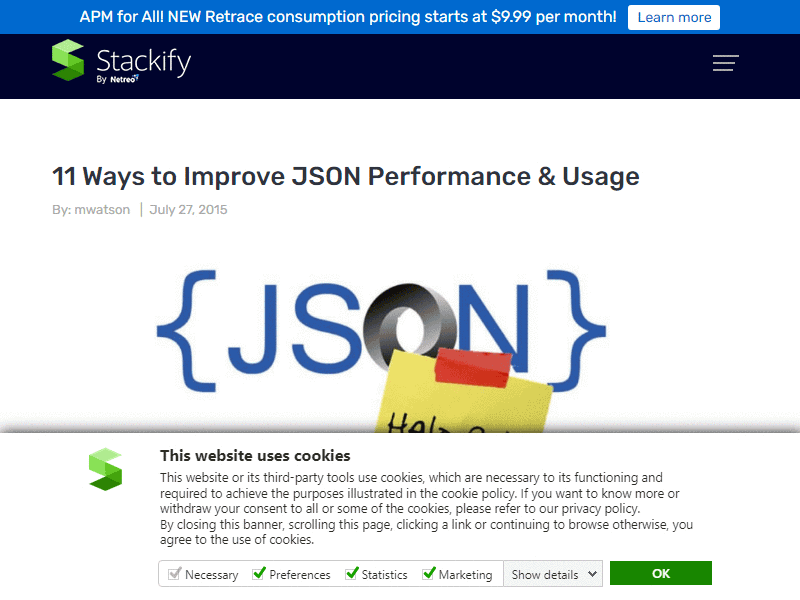 APM for All! NEW Retrace consumption pricing starts at $9.99 per month! Learn more
Stackify
By Netreo
11 Ways to Improve JSON Performance & Usage
By: mwatson | July 27, 2015
{JSON}
This website uses cookies
This website or its third-party tools use cookies, which are necessary to its functioning and
required to achieve the purposes illustrated in the cookie policy. If you want to know more or
withdraw your consent to all or some of the cookies, please refer to our privacy policy.
By closing this banner, scrolling this page, clicking a link or continuing to browse otherwise, you
agree to the use of cookies.
Necessary Preferences Statistics Marketing Show details OK